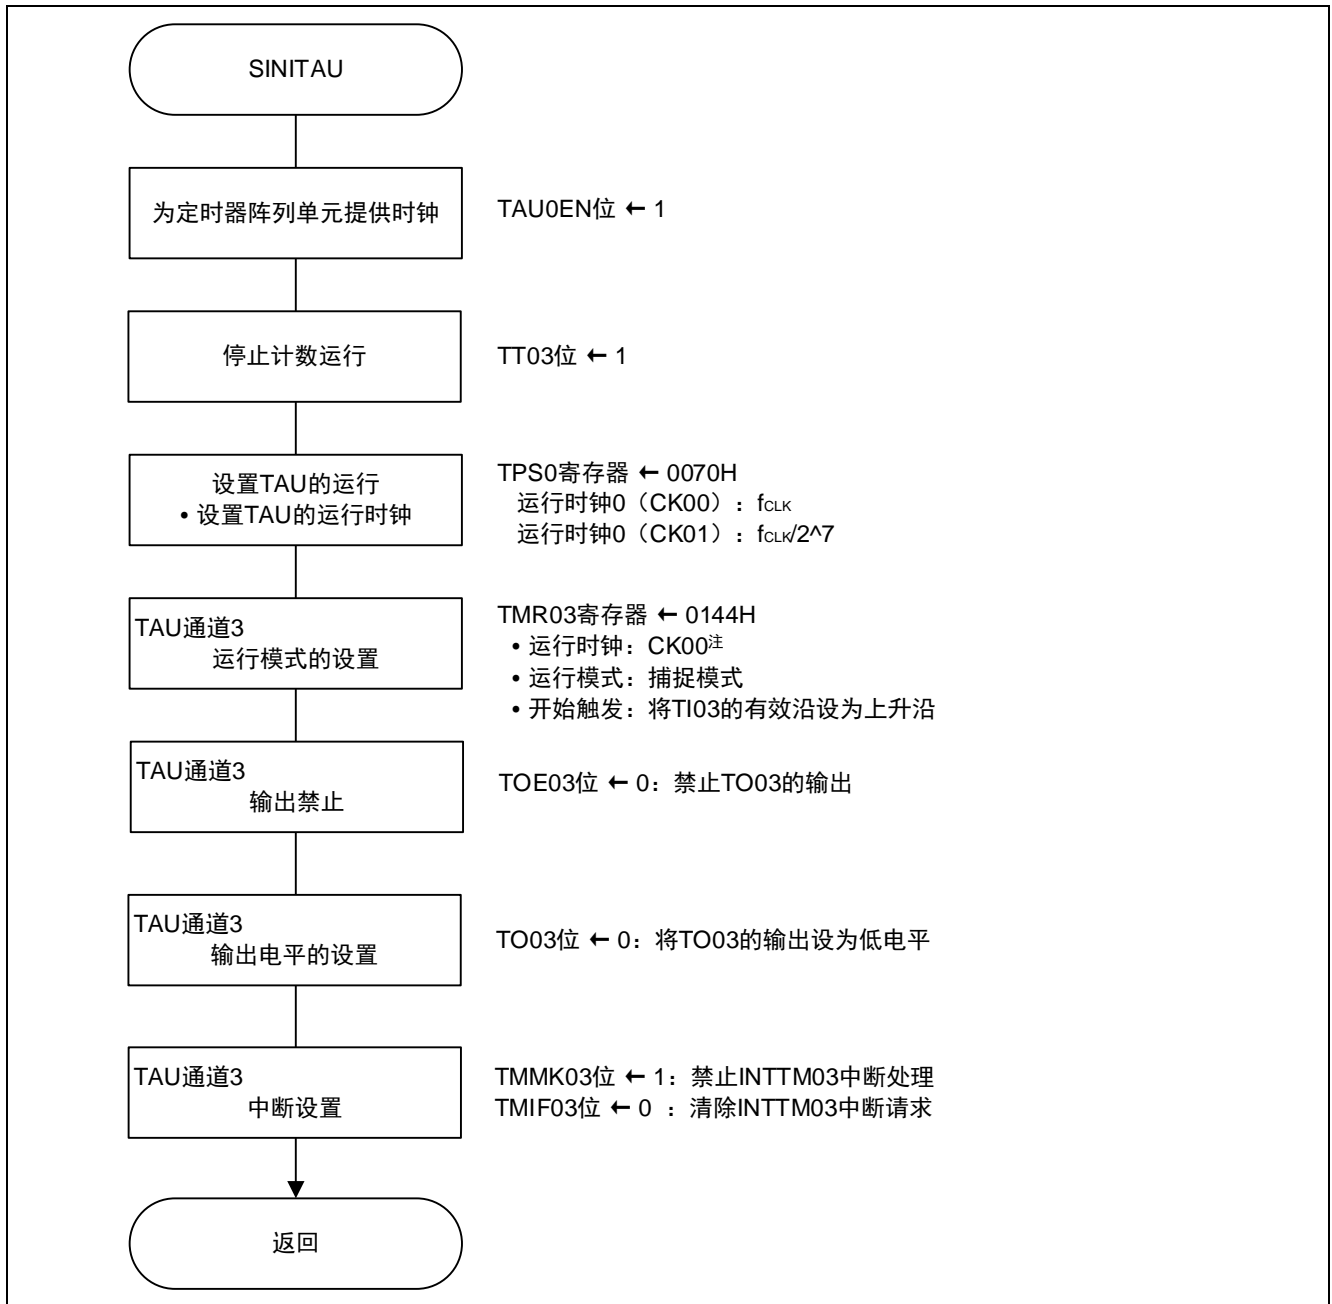 SINITAU
为定时器阵列单元提供时钟
TAU0EN位 ← 1
停止计数运行
TT03位 ← 1
设置TAU的运行
• 设置TAU的运行时钟
TPS0寄存器 ← 0070H
运行时钟0（CK00）：fCLK
运行时钟0（CK01）：fCLK/2^7
TAU通道3
运行模式的设置
TMR03寄存器 ← 0144H
• 运行时钟：CK00注
• 运行模式：捕捉模式
• 开始触发：将TI03的有效沿设为上升沿
TAU通道3
输出禁止
TOE03位 ← 0：禁止TO03的输出
TAU通道3
输出电平的设置
TO03位 ← 0：将TO03的输出设为低电平
TAU通道3
中断设置
TMMK03位 ← 1：禁止INTTM03中断处理
TMIF03位 ← 0 ：清除INTTM03中断请求
返回